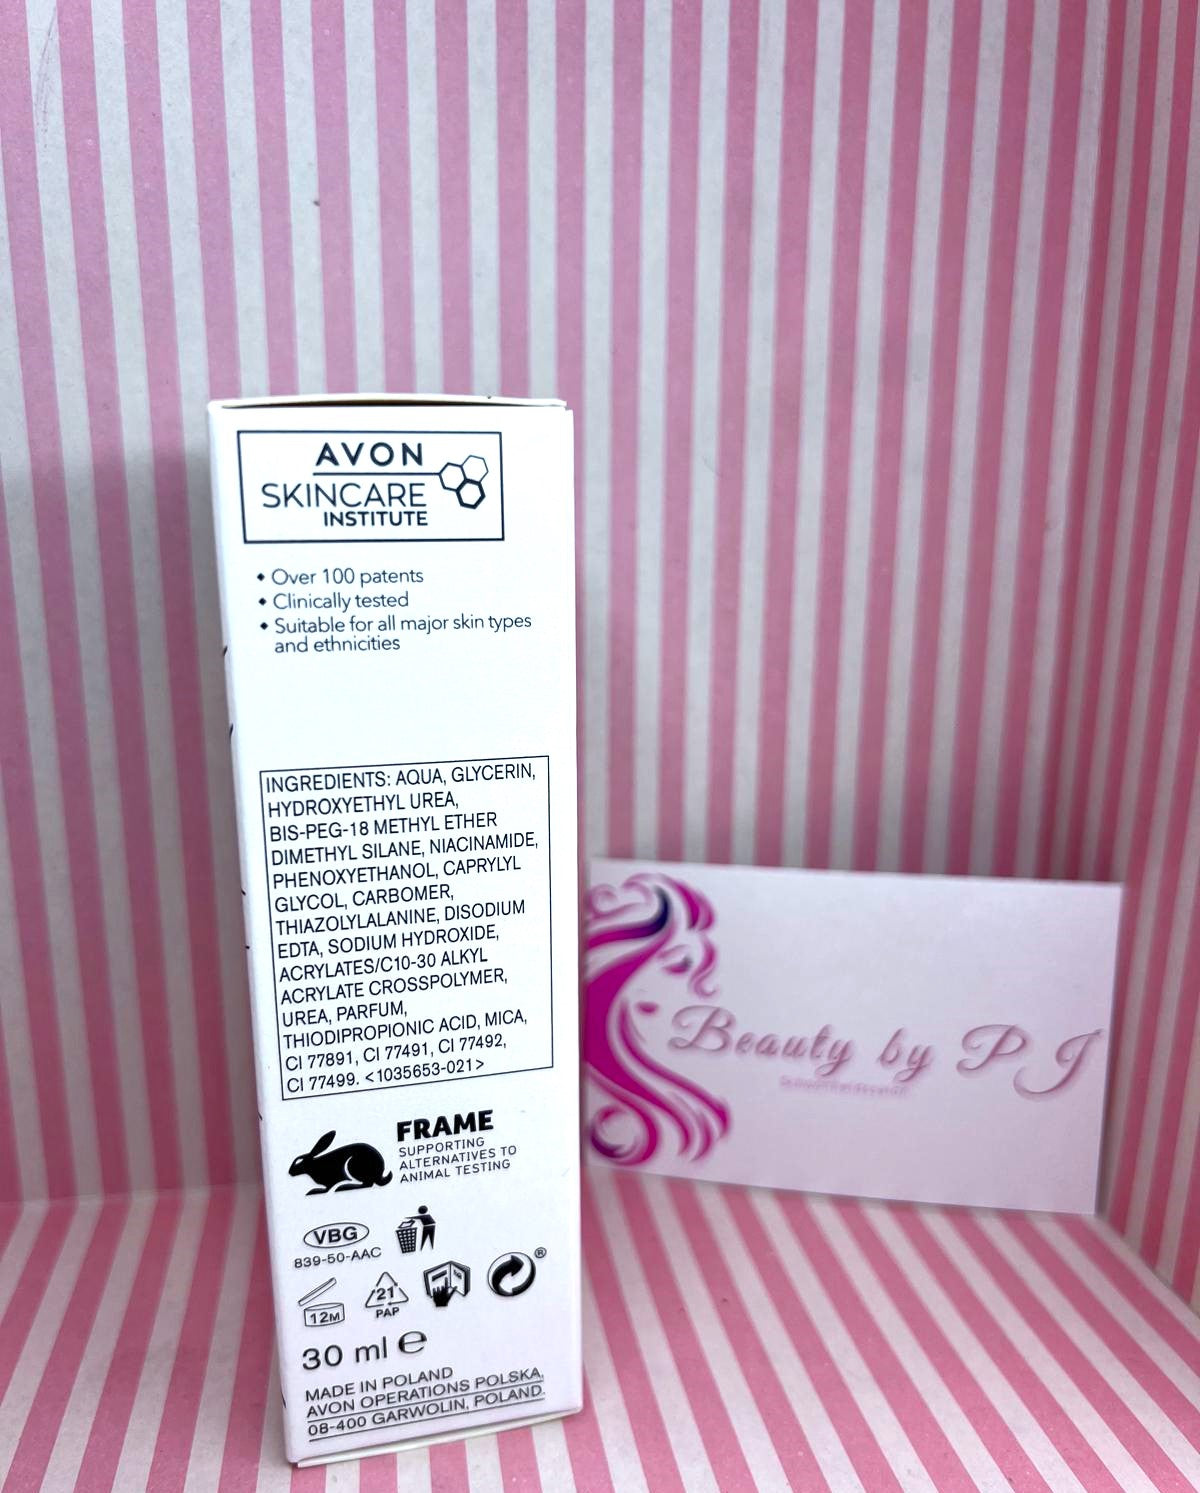 AVON
SKINCARE
INSTITUTE
• Over 100 patents
• Clinically tested
• Suitable for all major skin types
and ethnicities
INGREDIENTS: AQUA, GLYCERIN,
HYDROXYETHYL UREA,
BIS-PEG-18 METHYL ETHER
DIMETHYL SILANE, NIACINAMIDE,
PHENOXYETHANOL, CAPRYLYL
GLYCOL, CARBOMER,
THIAZOLYLALANINE, DISODIUM
EDTA, SODIUM HYDROXIDE,
ACRYLATES/C10-30 ALKYL
ACRYLATE CROSSPOLYMER,
UREA, PARFUM,
THIODIPROPIONIC ACID, MICA,
CI 77891, CI 77491, CI 77492,
CI 77499. <1035653-021>
FRAME
SUPPORTING
ALTERNATIVES TO
ANIMAL TESTING
VBG
839-50-AAC
12M
21
PAP
®
30 ml ℮
MADE IN POLAND
AVON OPERATIONS POLSKA,
08-400 GARWOLIN, POLAND.
Beauty by P J